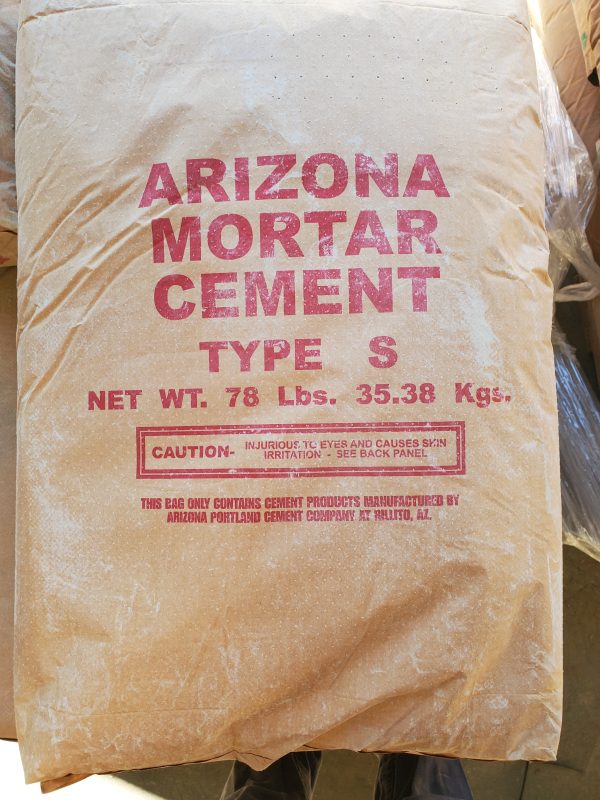 ARIZONA
MORTAR
CEMENT
TYPE S
NET WT. 78 Lbs. 35.38 Kgs.
CAUTION- INJURIOUS TO EYES AND CAUSES SKIN
IRRITATION - SEE BACK PANEL
THIS BAG ONLY CONTAINS CEMENT PRODUCTS MANUFACTURED BY
ARIZONA PORTLAND CEMENT COMPANY AT RILLITO, AZ.